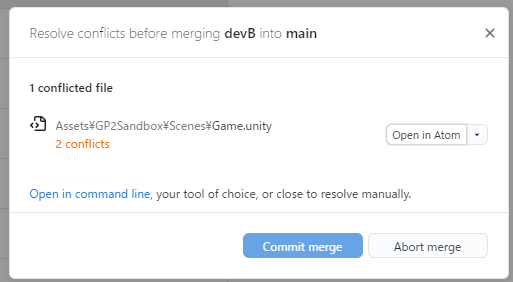 Resolve conflicts before merging devB into main
1 conflicted file
Assets¥GP2Sandbox¥Scenes¥Game.unity
Open in Atom
2 conflicts
Open in command line, your tool of choice, or close to resolve manually.
Commit merge
Abort merge